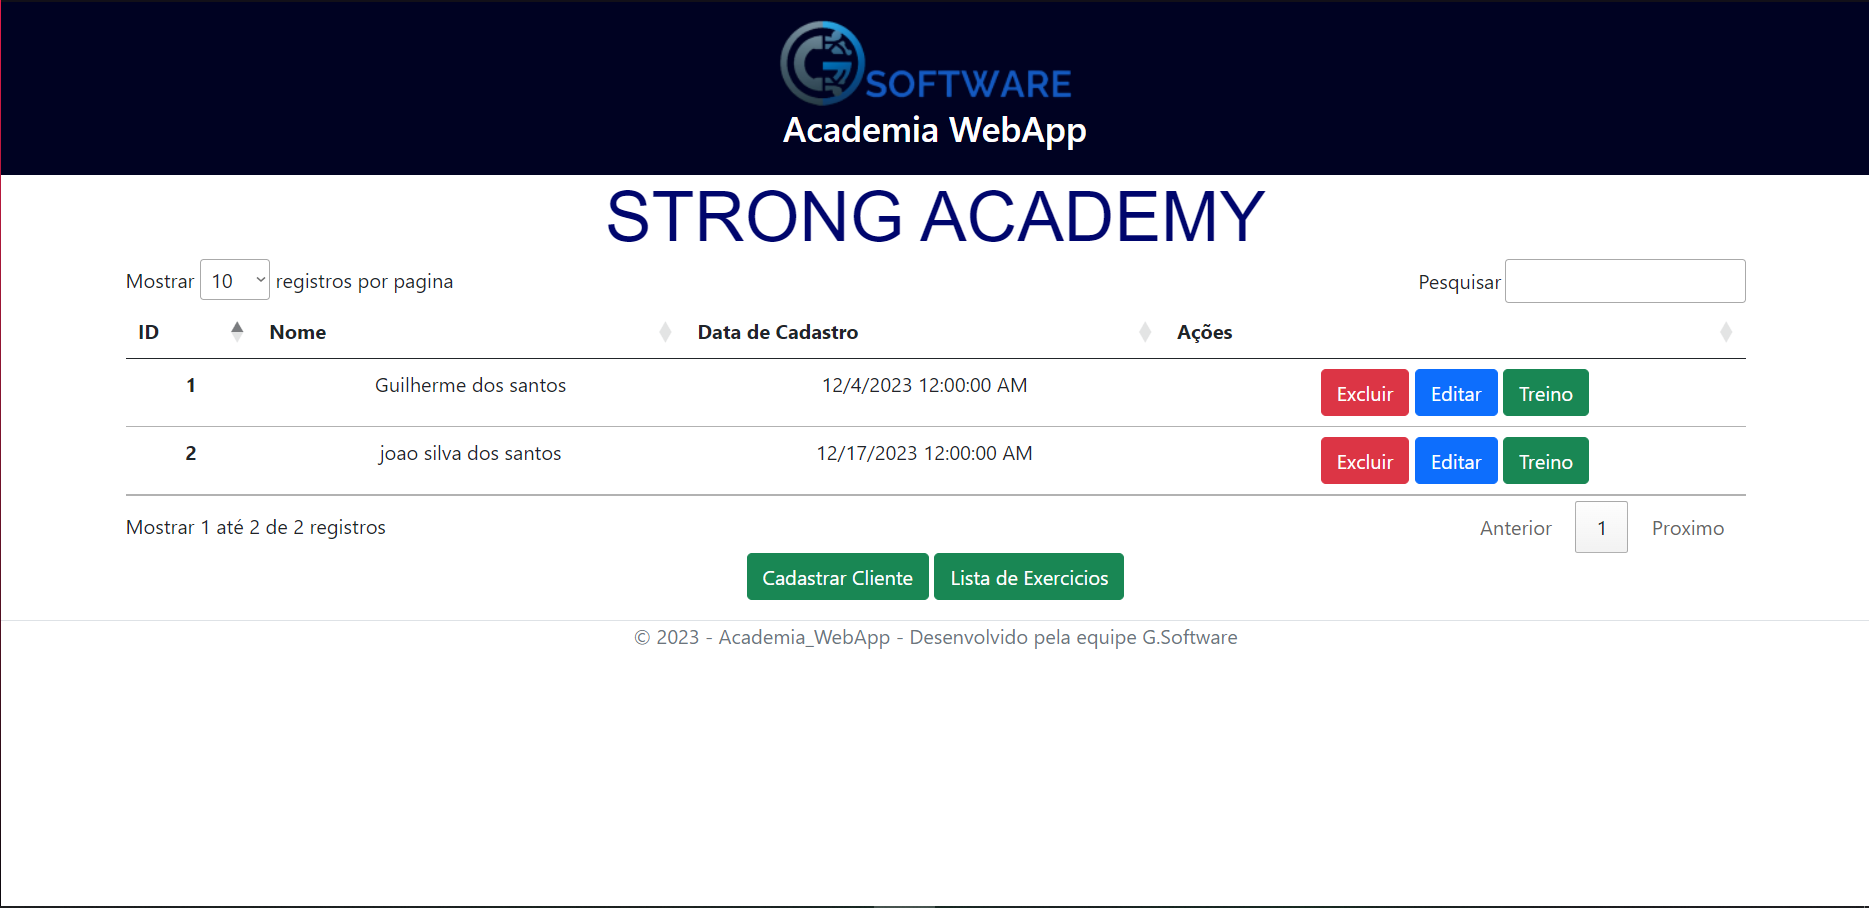 G SOFTWARE
Academia WebApp
STRONG ACADEMY
Mostrar 10 registros por pagina Pesquisar
ID Nome Data de Cadastro Ações
1 Guilherme dos santos 12/4/2023 12:00:00 AM Excluir Editar Treino
2 joao silva dos santos 12/17/2023 12:00:00 AM Excluir Editar Treino
Mostrar 1 até 2 de 2 registros Anterior 1 Proximo
Cadastrar Cliente Lista de Exercicios
© 2023 - Academia_WebApp - Desenvolvido pela equipe G.Software